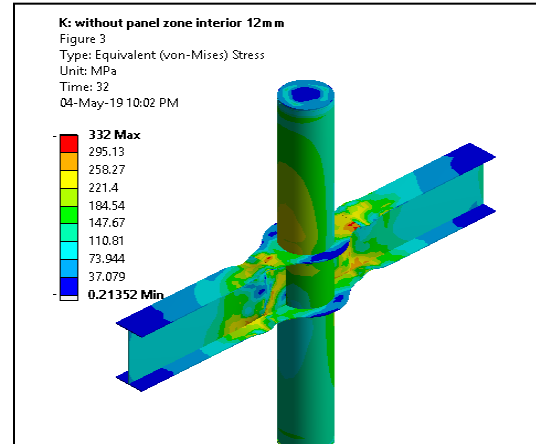 K: without panel zone interior 12mm
Figure 3
Type: Equivalent (von-Mises) Stress
Unit: MPa
Time: 32
04-May-19 10:02 PM
332 Max
295.13
258.27
221.4
184.54
147.67
110.81
73.944
37.079
0.21352 Min